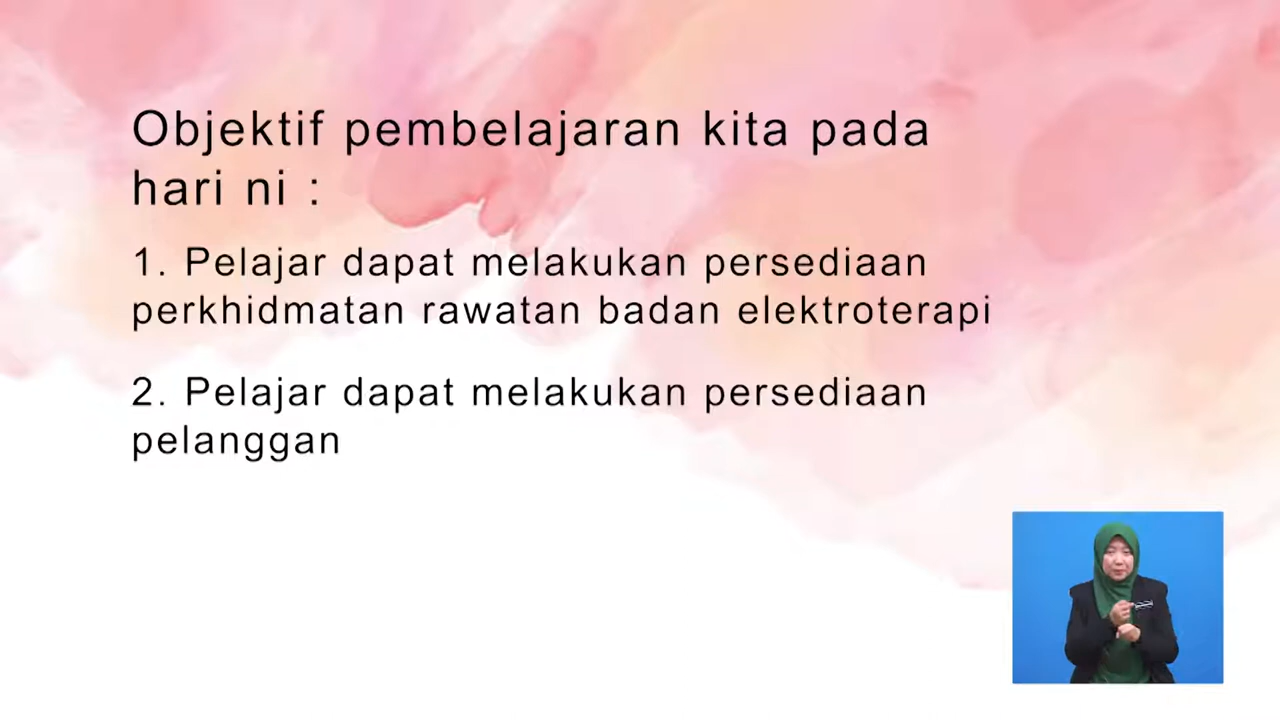 Objektif pembelajaran kita pada
hari ni :
1. Pelajar dapat melakukan persediaan
perkhidmatan rawatan badan elektroterapi
2. Pelajar dapat melakukan persediaan
pelanggan